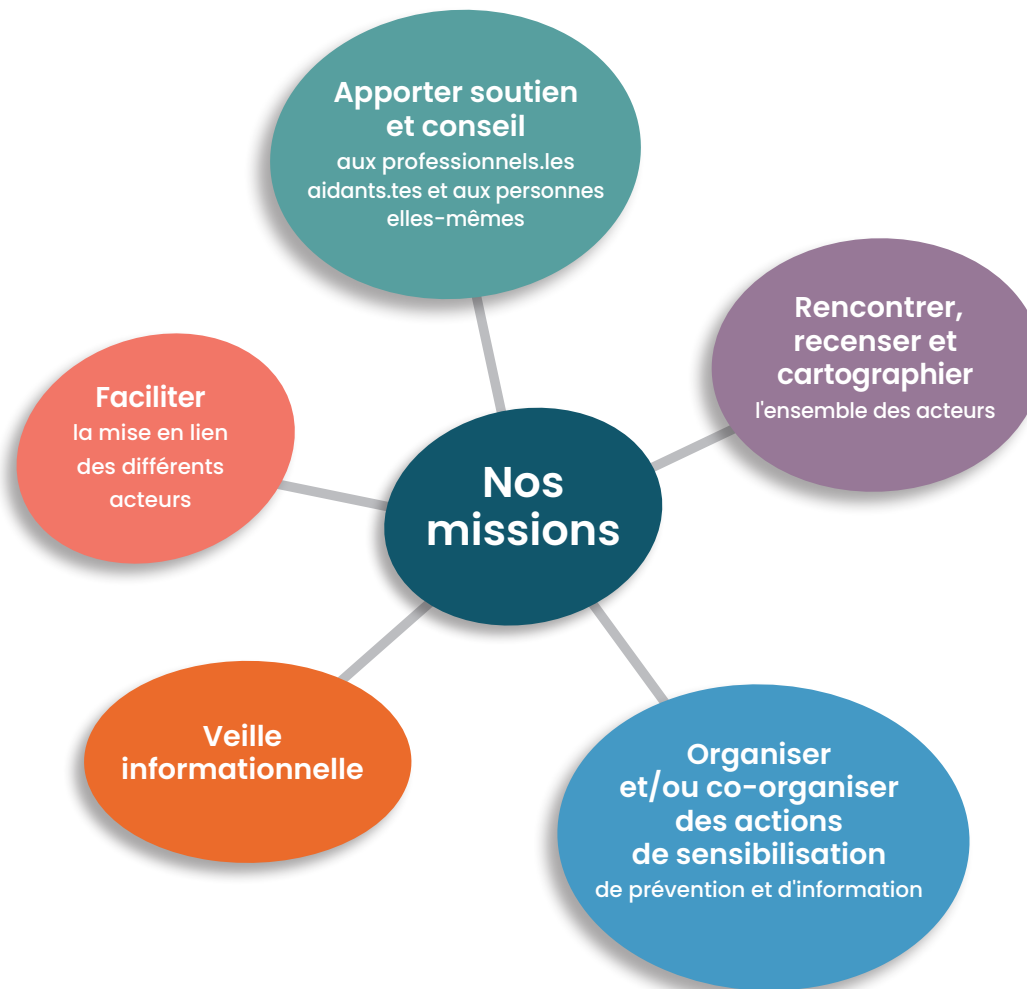 Apporter soutien
et conseil
aux professionnels.les
aidants.tes et aux personnes
elles-mêmes
Rencontrer,
recenser et
cartographier
l'ensemble des acteurs
Faciliter
la mise en lien
des différents
acteurs
Nos
missions
Veille
informationnelle
Organiser
et/ou co-organiser
des actions
de sensibilisation
de prévention et d'information